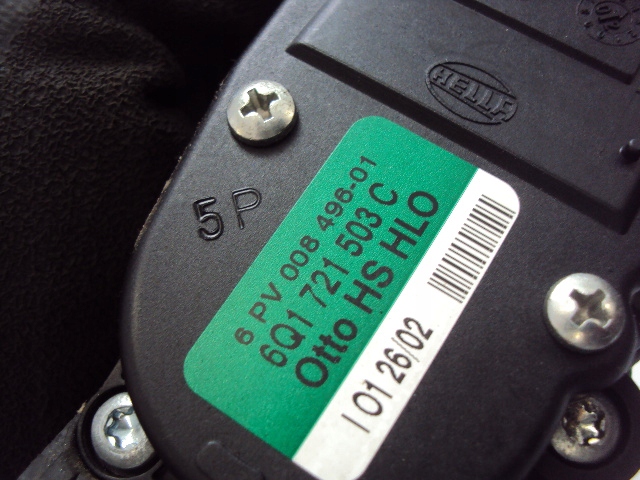 HELLA
5P
6 PV 008 496-01
6Q1 721 503 C
Otto HS HLO
I 01 26/02